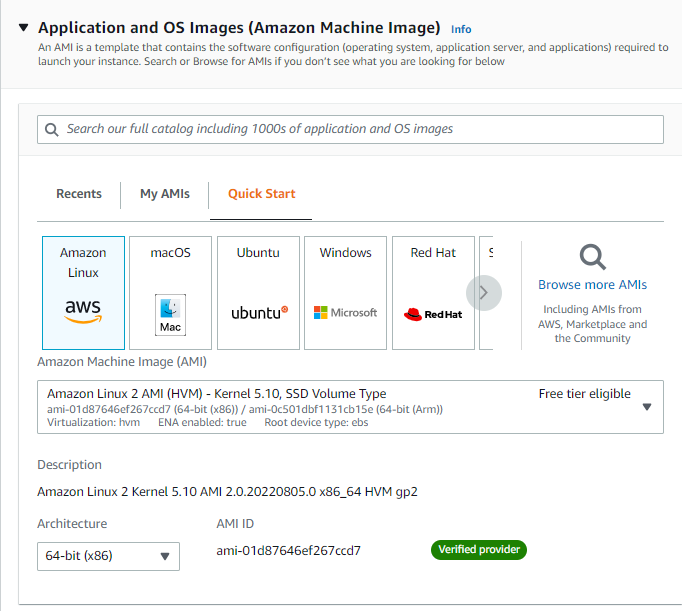 Application and OS Images (Amazon Machine Image) Info
An AMI is a template that contains the software configuration (operating system, application server, and applications) required to
launch your instance. Search or Browse for AMIs if you don't see what you are looking for below
Search our full catalog including 1000s of application and OS images
Recents
My AMIs
Quick Start
Amazon
Linux
aws
macOS
Mac
Ubuntu
ubuntu
Windows
Microsoft
Red Hat
Red Hat
S
Browse more AMIs
Including AMIs from
AWS, Marketplace and
the Community
Amazon Machine Image (AMI)
Amazon Linux 2 AMI (HVM) - Kernel 5.10, SSD Volume Type
Free tier eligible
ami-01d87646ef267ccd7 (64-bit (x86)) / ami-0c501dbf1131cb15e (64-bit (Arm))
Virtualization: hvm ENA enabled: true Root device type: ebs
Description
Amazon Linux 2 Kernel 5.10 AMI 2.0.20220805.0 x86_64 HVM gp2
Architecture
AMI ID
64-bit (x86)
ami-01d87646ef267ccd7
Verified provider